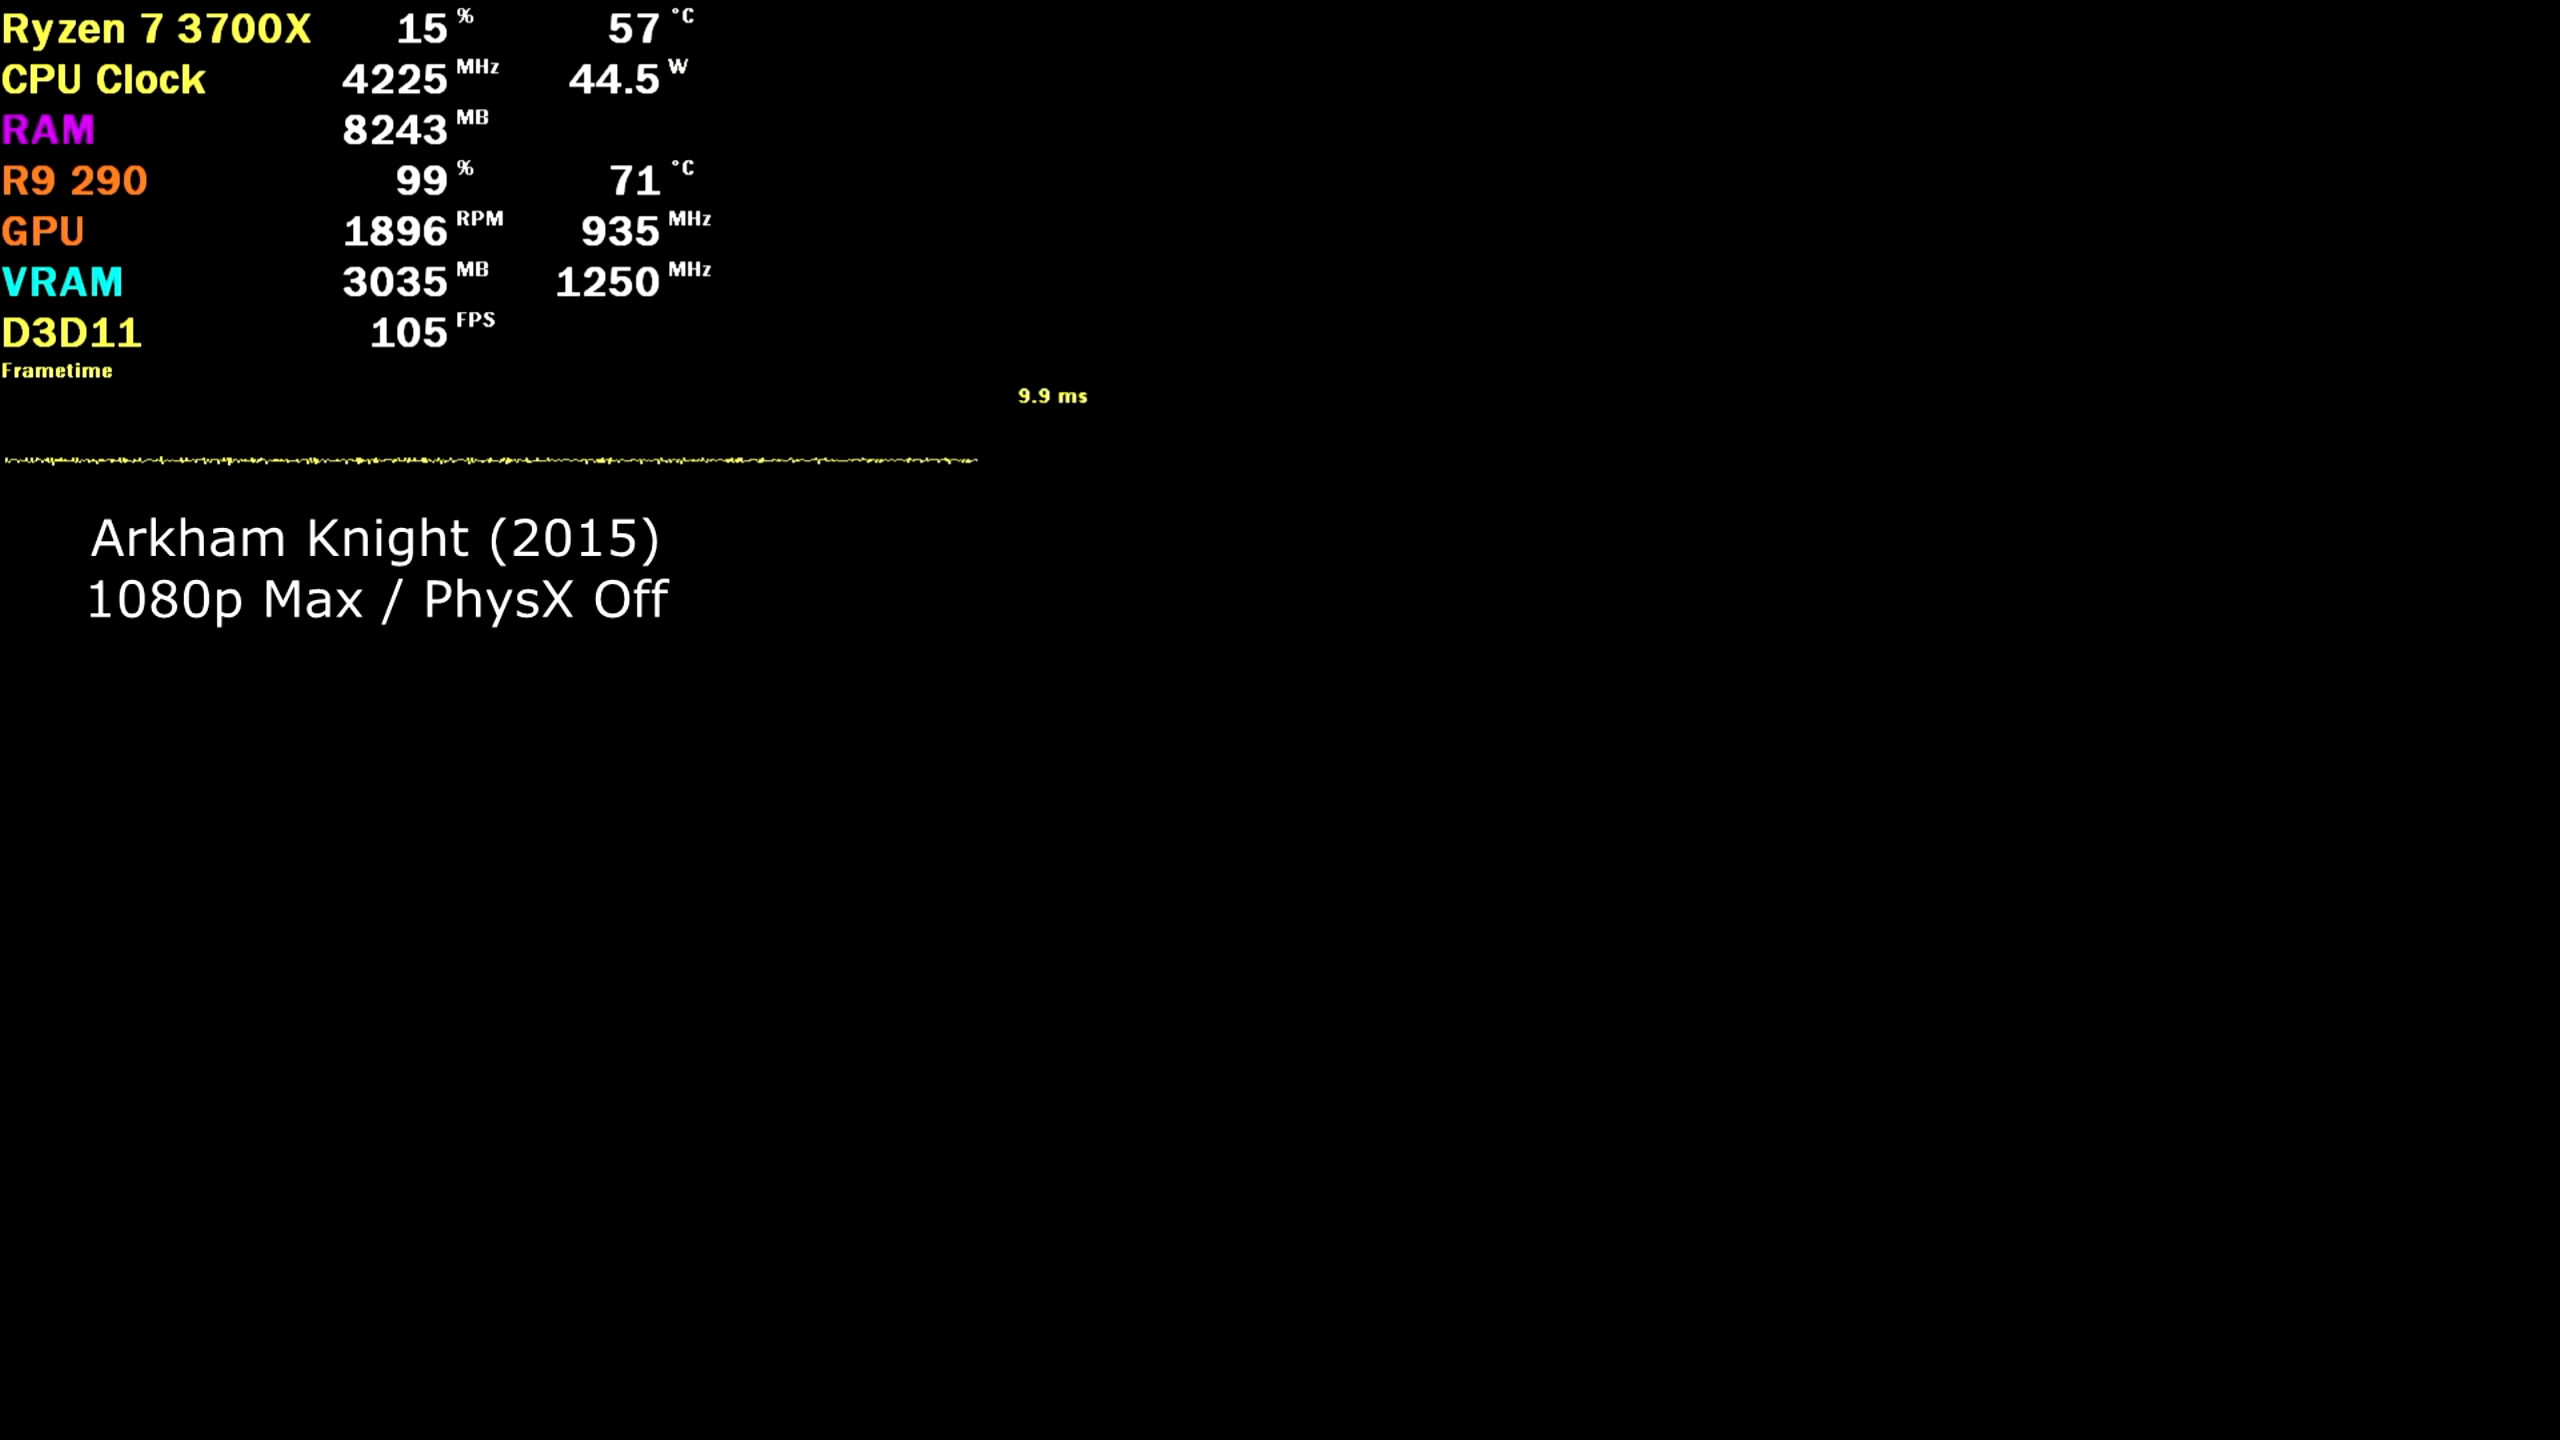 Ryzen 7 3700X 15 % 57 °C
CPU Clock 4225 MHz 44.5 W
RAM 8243 MB
R9 290 99 % 71 °C
GPU 1896 RPM 935 MHz
VRAM 3035 MB 1250 MHz
D3D11 105 FPS
Frametime
9.9 ms
Arkham Knight (2015)
1080p Max / PhysX Off